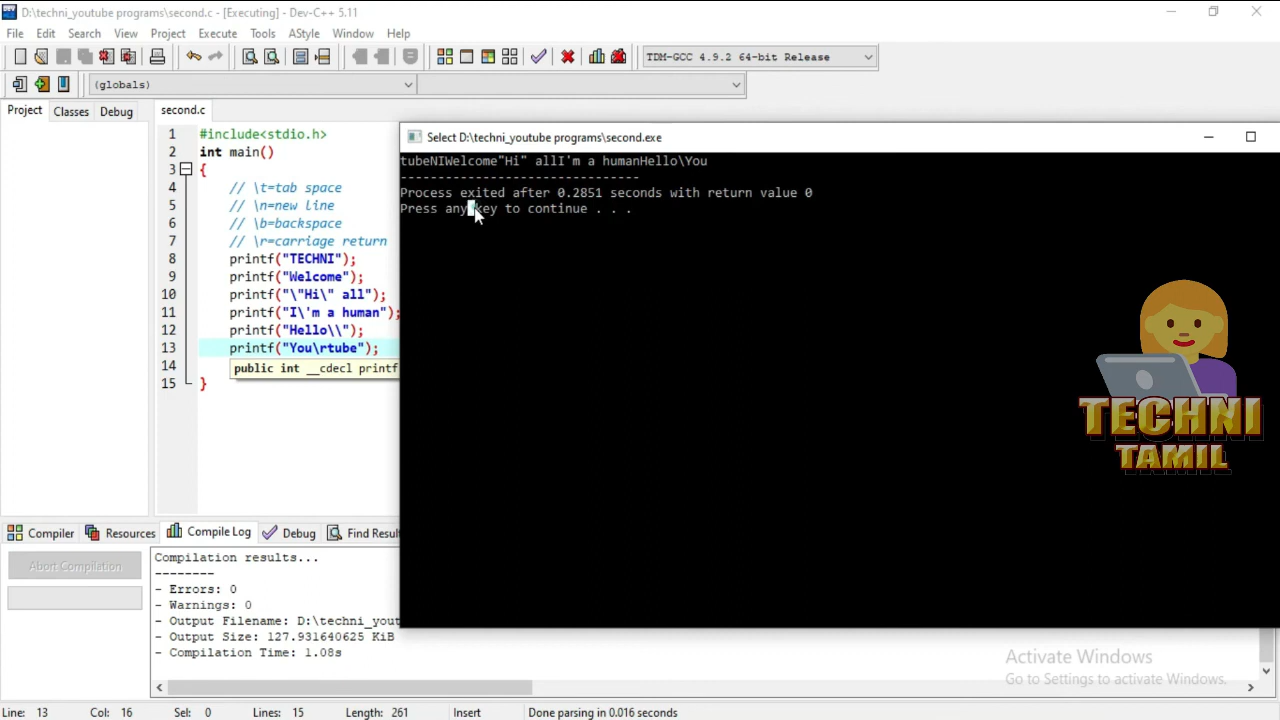 D:\techni_youtube programs\second.c - [Executing] - Dev-C++ 5.11
File Edit Search View Project Execute Tools AStyle Window Help
TDM-GCC 4.9.2 64-bit Release
(globals)
Project Classes Debug second.c
1 #include<stdio.h>
2 int main()
3 {
4 // \t=tab space
5 // \n=new line
6 // \b=backspace
7 // \r=carriage return
8 printf("TECHNI");
9 printf("Welcome");
10 printf("\"Hi\" all");
11 printf("I\'m a human");
12 printf("Hello\\");
13 printf("You\rtube");
14 public int __cdecl printf
15 }
Select D:\techni_youtube programs\second.exe
tubeNIWelcome"Hi" allI'm a humanHello\You
--------------------------------
Process exited after 0.2851 seconds with return value 0
Press any key to continue . . .
TECHNI
TAMIL
Compiler Resources Compile Log Debug Find Resul
Abort Compilation
Compilation results...
--------
- Errors: 0
- Warnings: 0
- Output Filename: D:\techni_yout
- Output Size: 127.931640625 KiB
- Compilation Time: 1.08s
Activate Windows
Go to Settings to activate Windows.
Line: 13 Col: 16 Sel: 0 Lines: 15 Length: 261 Insert Done parsing in 0.016 seconds